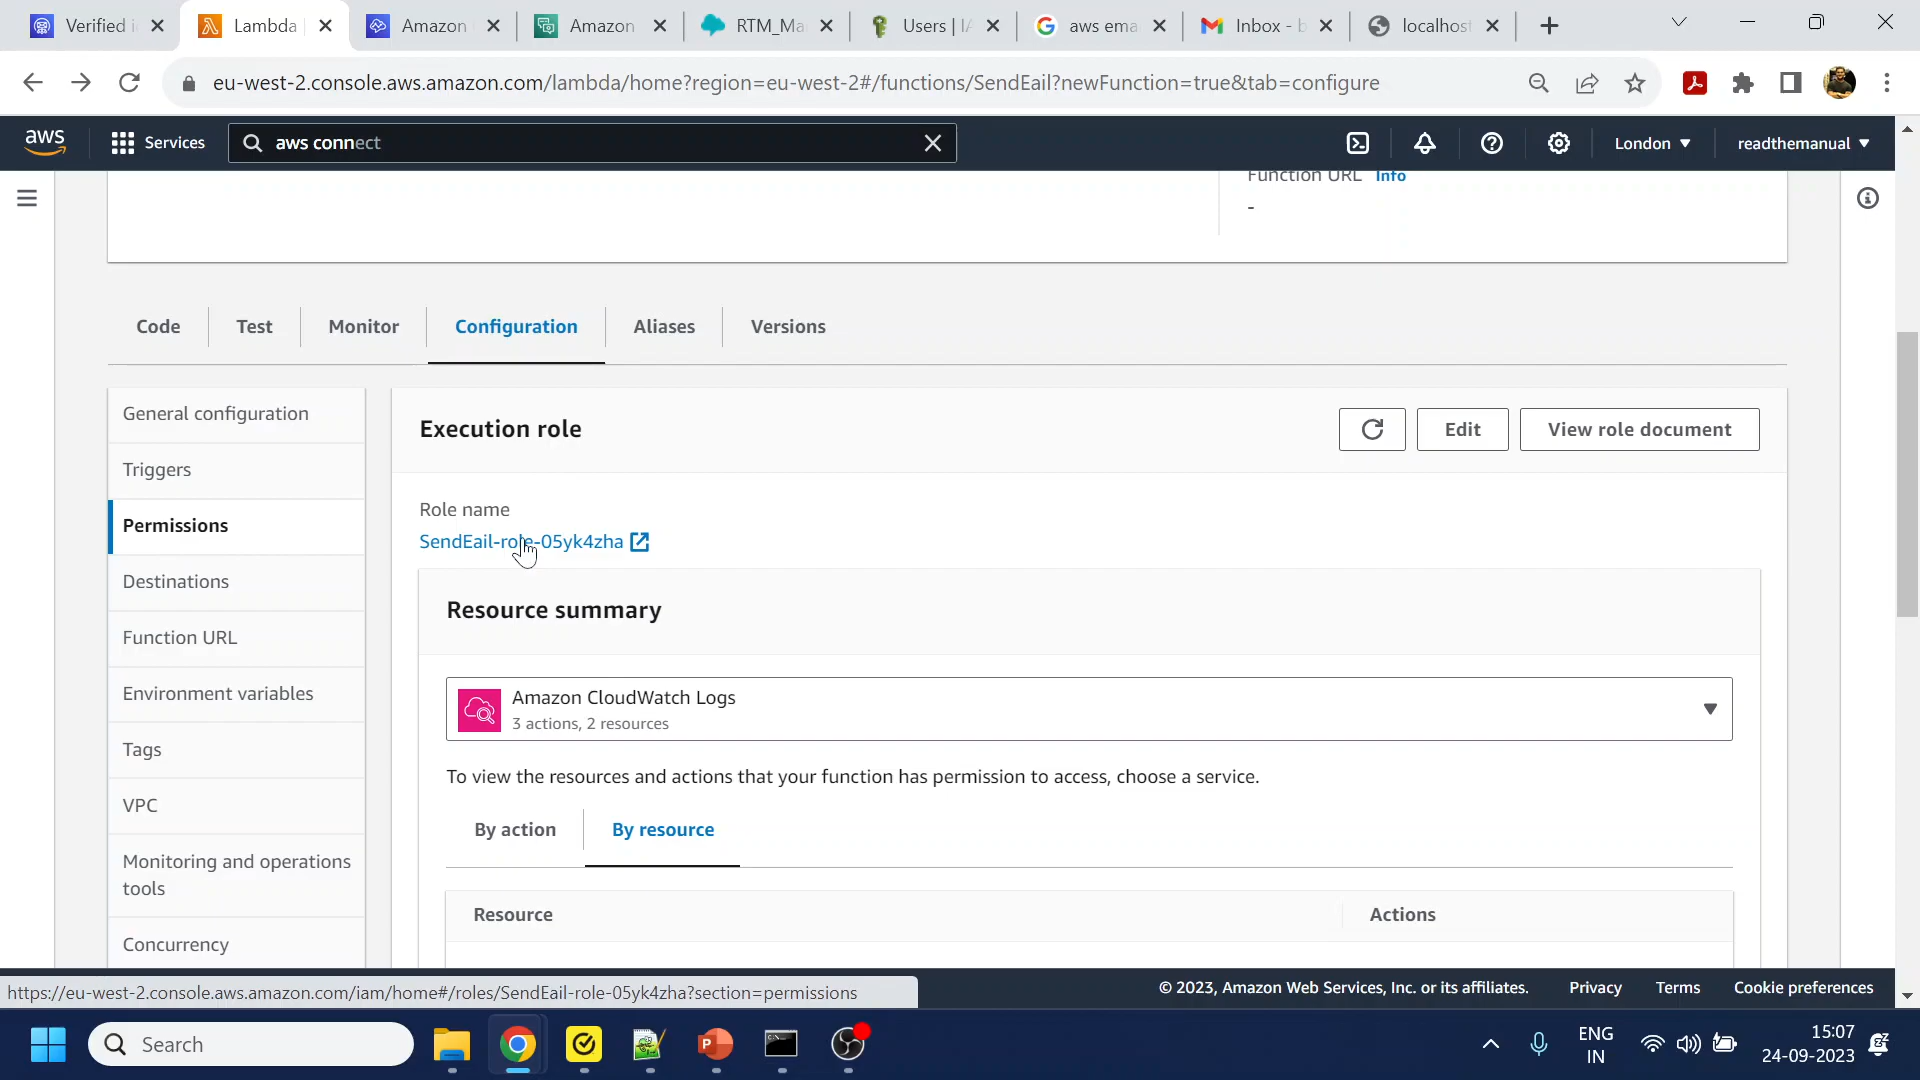 Verified i
Lambda
Amazon
Amazon
RTM_Ma
Users | IA
aws ema
Inbox - b
localhost
eu-west-2.console.aws.amazon.com/lambda/home?region=eu-west-2#/functions/SendEail?newFunction=true&tab=configure
aws
Services
aws connect
London
readthemanual
Function URL Info
-
Code
Test
Monitor
Configuration
Aliases
Versions
General configuration
Triggers
Permissions
Destinations
Function URL
Environment variables
Tags
VPC
Monitoring and operations
tools
Concurrency
Execution role
Edit
View role document
Role name
SendEail-role-05yk4zha
Resource summary
Amazon CloudWatch Logs
3 actions, 2 resources
To view the resources and actions that your function has permission to access, choose a service.
By action
By resource
Resource
Actions
https://eu-west-2.console.aws.amazon.com/iam/home#/roles/SendEail-role-05yk4zha?section=permissions
© 2023, Amazon Web Services, Inc. or its affiliates.
Privacy
Terms
Cookie preferences
Search
ENG
IN
15:07
24-09-2023